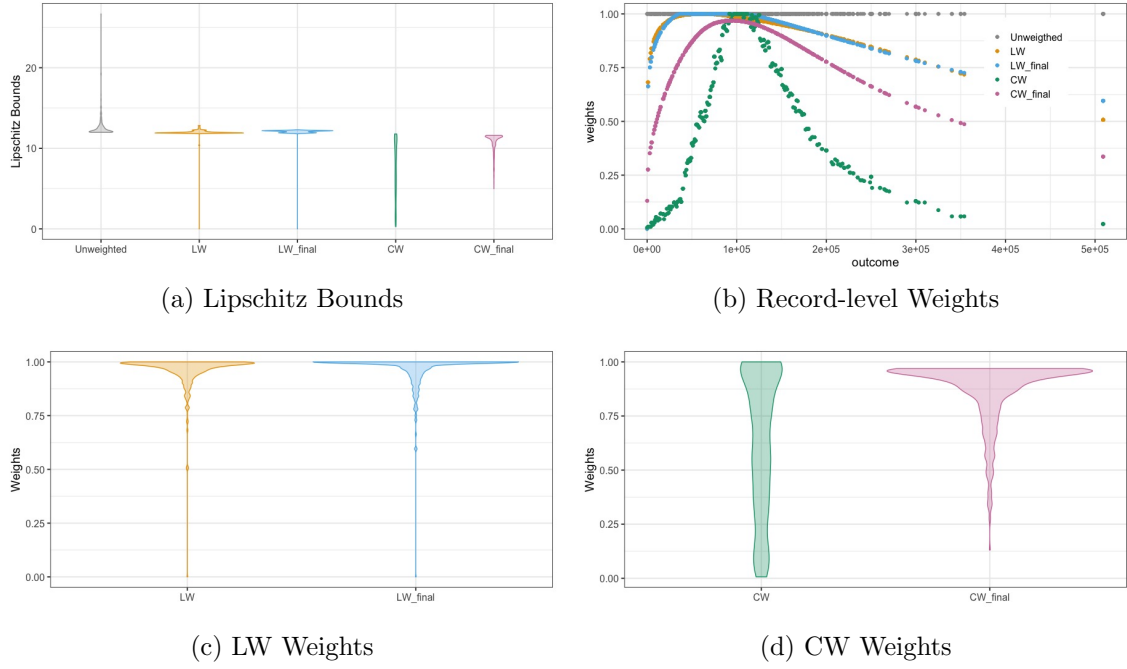 Lipschitz Bounds
20
10
0
Unweighted LW LW_final CW CW_final
(a) Lipschitz Bounds
weights
1.00
0.75
0.50
0.25
0.00
0e+00 1e+05 2e+05 3e+05 4e+05 5e+05
outcome
Unweigthed
LW
LW_final
CW
CW_final
(b) Record-level Weights
Weights
1.00
0.75
0.50
0.25
0.00
LW LW_final
(c) LW Weights
Weights
1.00
0.75
0.50
0.25
0.00
CW CW_final
(d) CW Weights